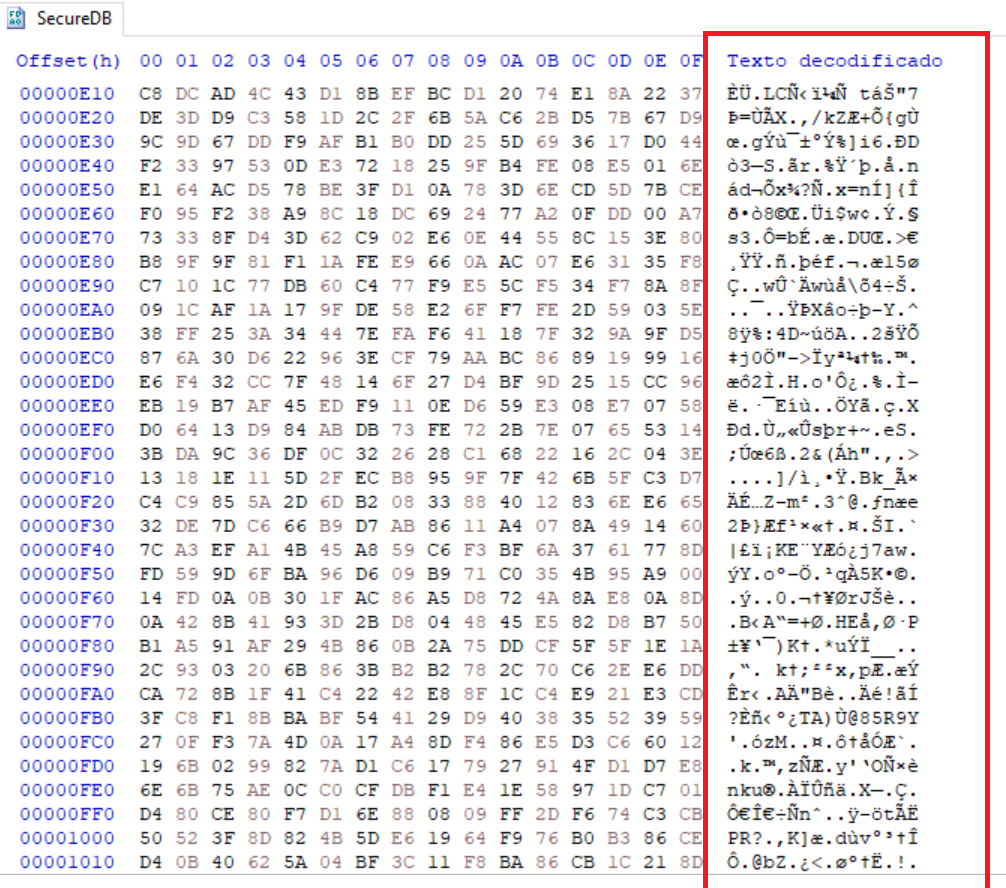 SecureDB
Offset(h) 00 01 02 03 04 05 06 07 08 09 0A 0B 0C 0D 0E 0F Texto decodificado
00000E10 C8 DC AD 4C 43 D1 8B EF BC D1 20 74 E1 8A 22 37 ÈÜ.LCÑ‹ï¼Ñ táŠ"7
00000E20 DE 3D D9 C3 58 1D 2C 2F 6B 5A C6 2B D5 7B 67 D9 Þ=ÙÃX.,/kZÆ+Õ{gÙ
00000E30 9C 9D 67 DD F9 AF B1 B0 DD 25 5D 69 36 17 D0 44 œ.gÝù¯±°Ý%]i6.ÐD
00000E40 F2 33 97 53 0D E3 72 18 25 9F B4 FE 08 E5 01 6E ò3—S.ãr.%Ÿ´þ.å.n
00000E50 E1 64 AC D5 78 BE 3F D1 0A 78 3D 6E CD 5D 7B CE ád¬Õx¾?Ñ.x=nÍ]{Î
00000E60 F0 95 F2 38 A9 8C 18 DC 69 24 77 A2 0F DD 00 A7 ð•ò8©Œ.Üi$w¢.Ý.§
00000E70 73 33 8F D4 3D 62 C9 02 E6 0E 44 55 8C 15 3E 80 s3.Ô=bÉ.æ.DUŒ.>€
00000E80 B8 9F 9F 81 F1 1A FE E9 66 0A AC 07 E6 31 35 F8 ¸ŸŸ.ñ.þéf.¬.æ15ø
00000E90 C7 10 1C 77 DB 60 C4 77 F9 E5 5C F5 34 F7 8A 8F Ç..wÛ`Äwùå\õ4÷Š.
00000EA0 09 1C AF 1A 17 9F DE 58 E2 6F F7 FE 2D 59 03 5E ..¯..ŸÞXâo÷þ-Y.^
00000EB0 38 FF 25 3A 34 44 7E FA F6 41 18 7F 32 9A 9F D5 8ÿ%:4D~úöA..2šŸÕ
00000EC0 87 6A 30 D6 22 96 3E CF 79 AA BC 86 89 19 99 16 ‡j0Ö"–>Ïyª¼†‰.™.
00000ED0 E6 F4 32 CC 7F 48 14 6F 27 D4 BF 9D 25 15 CC 96 æô2Ì.H.o'Ô¿.%.Ì–
00000EE0 EB 19 B7 AF 45 ED F9 11 0E D6 59 E3 08 E7 07 58 ë.·¯Eíù..ÖYã.ç.X
00000EF0 D0 64 13 D9 84 AB DB 73 FE 72 2B 7E 07 65 53 14 Ðd.Ù„«Ûsþr+~.eS.
00000F00 3B DA 9C 36 DF 0C 32 26 28 C1 68 22 16 2C 04 3E ;Úœ6ß.2&(Áh".,.>
00000F10 13 18 1E 11 5D 2F EC B8 95 9F 7F 42 6B 5F C3 D7 ....]/ì¸•Ÿ.Bk_Ã×
00000F20 C4 C9 85 5A 2D 6D B2 08 33 88 40 12 83 6E E6 65 ÄÉ…Z-m².3ˆ@.ƒnæe
00000F30 32 DE 7D C6 66 B9 D7 AB 86 11 A4 07 8A 49 14 60 2Þ}Æf¹×«†.¤.ŠI.`
00000F40 7C A3 EF A1 4B 45 A8 59 C6 F3 BF 6A 37 61 77 8D |£ï¡KE¨YÆó¿j7aw.
00000F50 FD 59 9D 6F BA 96 D6 09 B9 71 C0 35 4B 95 A9 00 ýY.oº–Ö.¹qÀ5K•©.
00000F60 14 FD 0A 0B 30 1F AC 86 A5 D8 72 4A 8A E8 0A 8D .ý..0.¬†¥ØrJŠè..
00000F70 0A 42 8B 41 93 3D 2B D8 04 48 45 E5 82 D8 B7 50 .B‹A“=+Ø.HEå‚Ø·P
00000F80 B1 A5 91 AF 29 4B 86 0B 2A 75 DD CF 5F 5F 1E 1A ±¥‘¯)K†.*uÝÏ__..
00000F90 2C 93 03 20 6B 86 3B B2 B2 78 2C 70 C6 2E E6 DD ,“. k†;²²x,pÆ.æÝ
00000FA0 CA 72 8B 1F 41 C4 22 42 E8 8F 1C C4 E9 21 E3 CD Êr‹.AÄ"Bè..Äé!ãÍ
00000FB0 3F C8 F1 8B BA BF 54 41 29 D9 40 38 35 52 39 59 ?Èñ‹º¿TA)Ù@85R9Y
00000FC0 27 0F F3 7A 4D 0A 17 A4 8D F4 86 E5 D3 C6 60 12 '.ózM..¤.ô†åÓÆ`.
00000FD0 19 6B 02 99 82 7A D1 C6 17 79 27 91 4F D1 D7 E8 .k.™‚zÑÆ.y'‘OÑ×è
00000FE0 6E 6B 75 AE 0C C0 CF DB F1 E4 1E 58 97 1D C7 01 nku®.ÀÏÛñä.X—.Ç.
00000FF0 D4 80 CE 80 F7 D1 6E 88 08 09 FF 2D F6 74 C3 CB Ô€Î€÷Ñnˆ..ÿ-ötÃË
00001000 50 52 3F 8D 82 4B 5D E6 19 64 F9 76 B0 B3 86 CE PR?.‚K]æ.dùv°³†Î
00001010 D4 0B 40 62 5A 04 BF 3C 11 F8 BA 86 CB 1C 21 8D Ô.@bZ.¿<.øº†Ë.!.